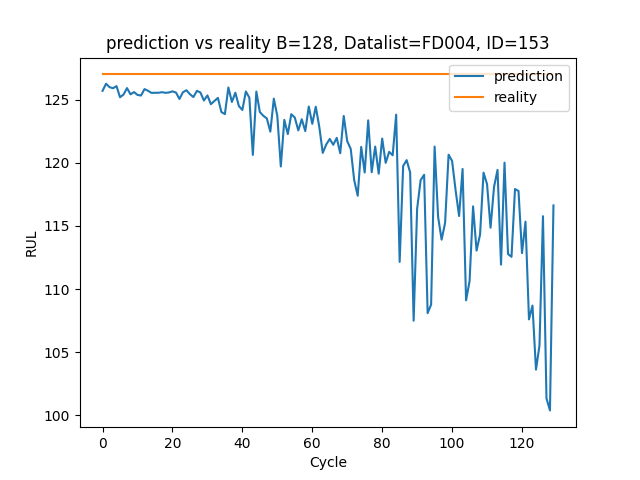 prediction vs reality B=128, Datalist=FD004, ID=153
prediction
reality
125
120
115
110
105
100
RUL
0 20 40 60 80 100 120
Cycle